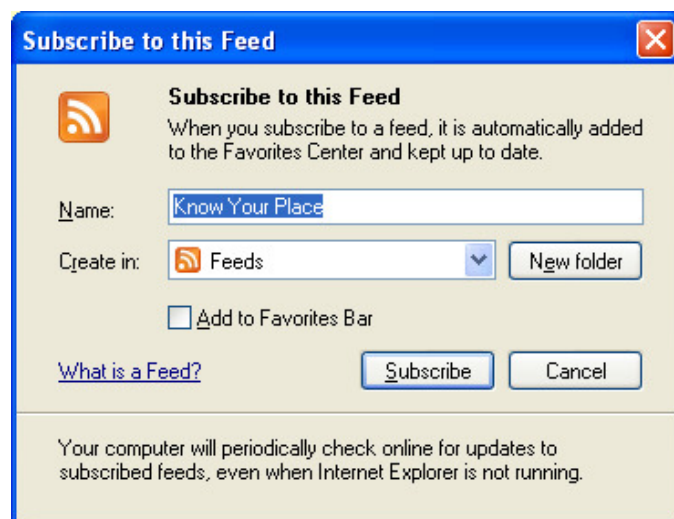 Subscribe to this Feed
Subscribe to this Feed
When you subscribe to a feed, it is automatically added
to the Favorites Center and kept up to date.
Name: Know Your Place
Create in: Feeds New folder
Add to Favorites Bar
What is a Feed? Subscribe Cancel
Your computer will periodically check online for updates to
subscribed feeds, even when Internet Explorer is not running.